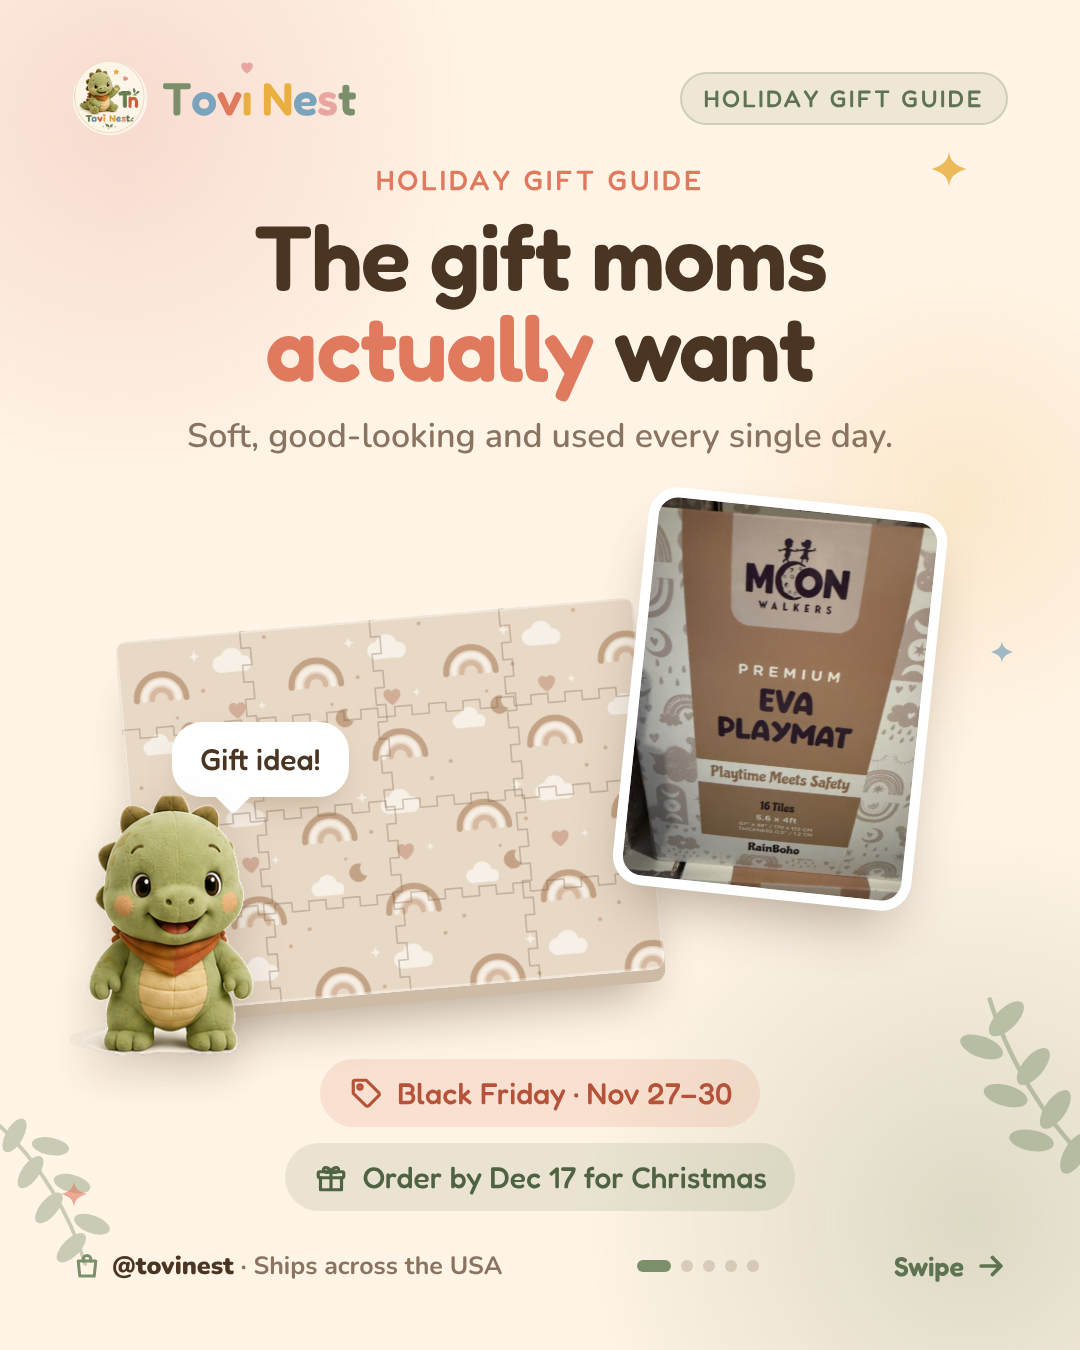 Tn
Tovi Nest
Tovi Nest
HOLIDAY GIFT GUIDE
HOLIDAY GIFT GUIDE
The gift moms
actually want
Soft, good-looking and used every single day.
MOON
WALKERS
PREMIUM
EVA
PLAYMAT
Playtime Meets Safety
16 Tiles
5.6 x 4ft
RainBoho
Gift idea!
Black Friday · Nov 27–30
Order by Dec 17 for Christmas
@tovinest · Ships across the USA
Swipe